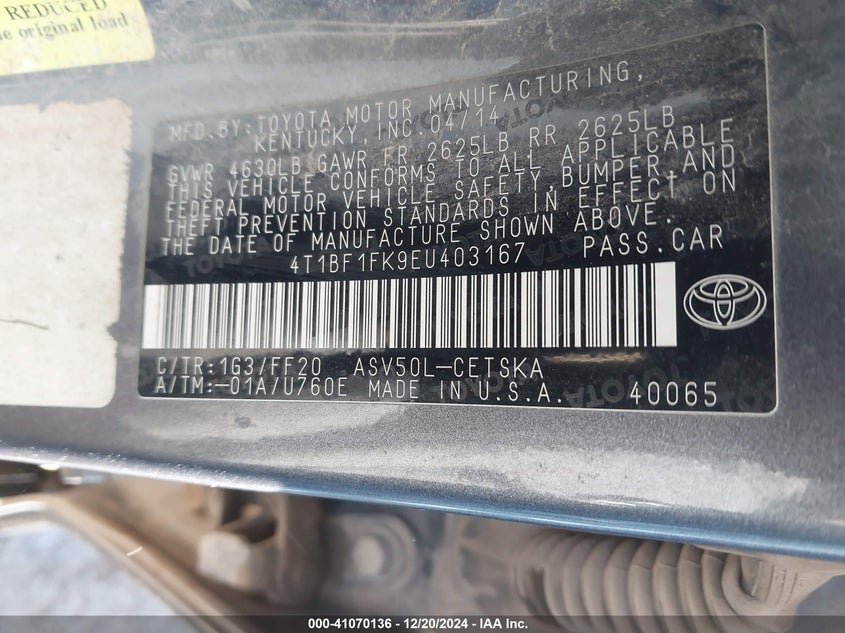 REDUCED
e original load
MFD. BY: TOYOTA MOTOR MANUFACTURING,
KENTUCKY, INC. 04/14
GVWR 4630LB GAWR FR 2625LB RR 2625LB
THIS VEHICLE CONFORMS TO ALL APPLICABLE
FEDERAL MOTOR VEHICLE SAFETY, BUMPER, AND
THEFT PREVENTION STANDARDS IN EFFECT ON
THE DATE OF MANUFACTURE SHOWN ABOVE.
4T1BF1FK9EU403167 PASS. CAR
C/TR: 1G3/FF20 ASV50L-CETSKA
A/TM: -01A/U760E MADE IN U.S.A. 40065
000-41070136 - 12/20/2024 - IAA Inc.